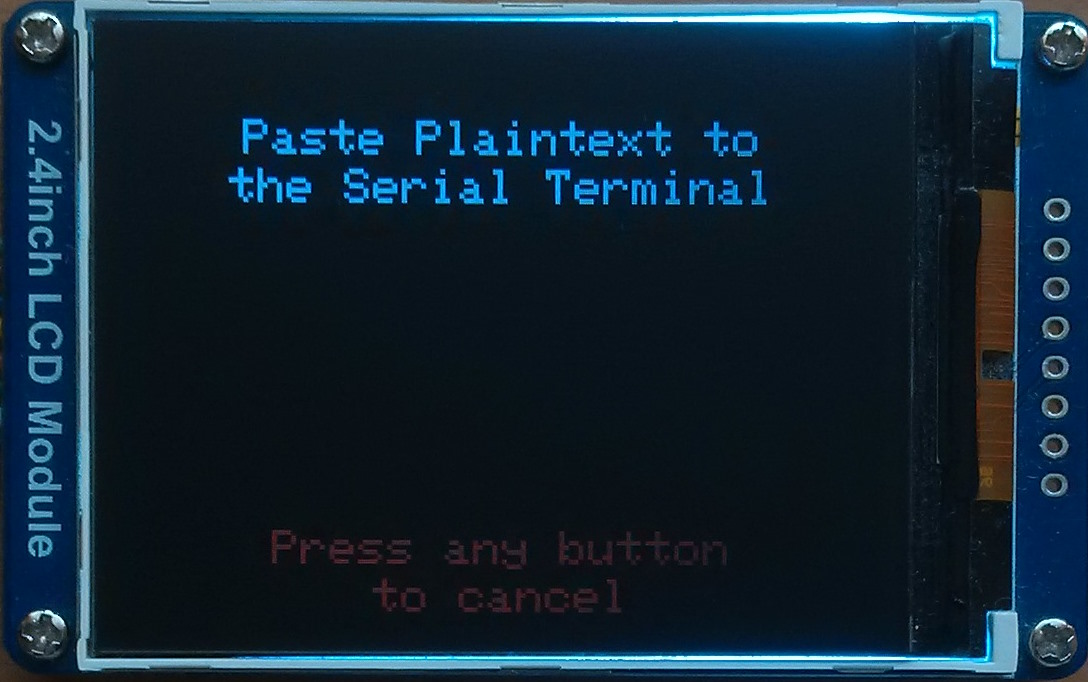 Paste Plaintext to
the Serial Terminal
Press any button
to cancel
2.4inch LCD Module